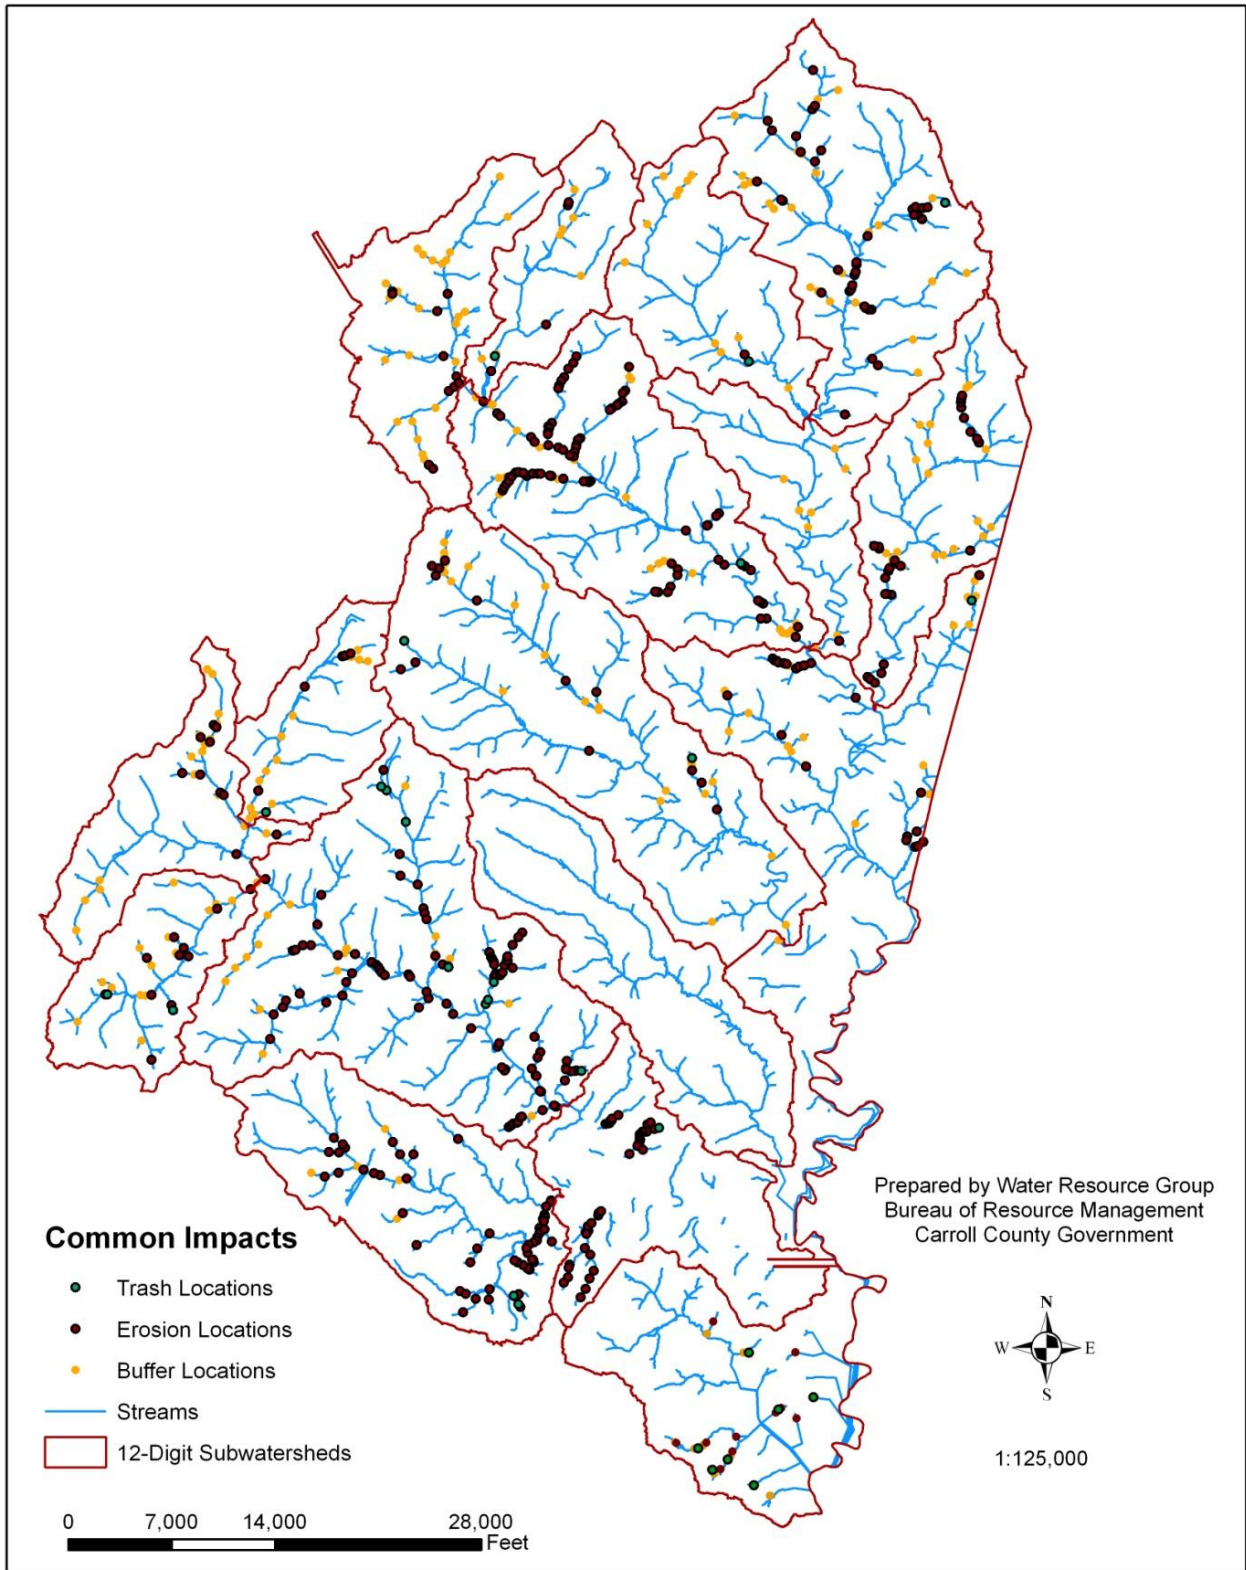 Prepared by Water Resource Group
Bureau of Resource Management
Carroll County Government
Common Impacts
Trash Locations
Erosion Locations
Buffer Locations
Streams
12-Digit Subwatersheds
N
W E
S
1:125,000
0 7,000 14,000 28,000
Feet